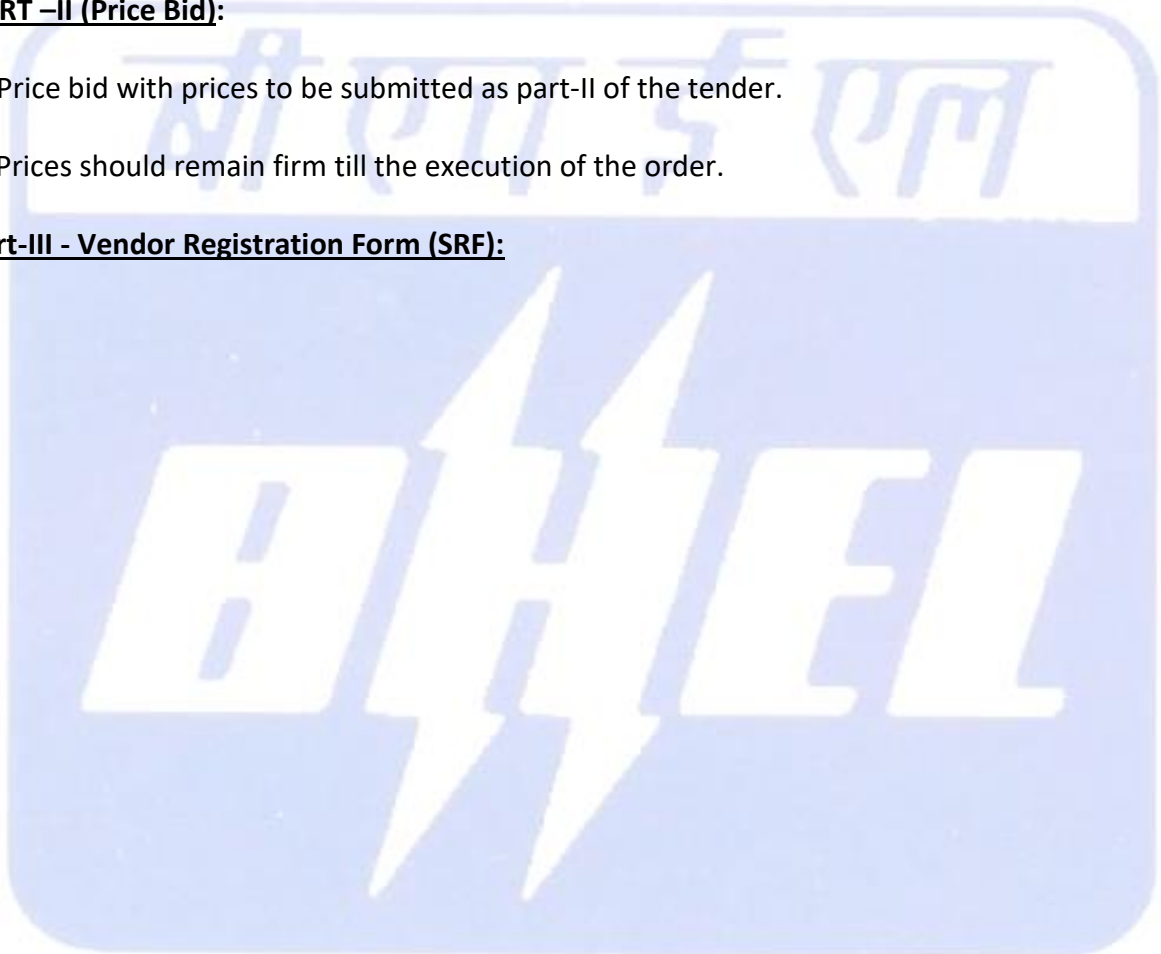 RT –II (Price Bid):
Price bid with prices to be submitted as part-II of the tender.
Prices should remain firm till the execution of the order.
rt-III - Vendor Registration Form (SRF):
बी एच ई एल
BHEL